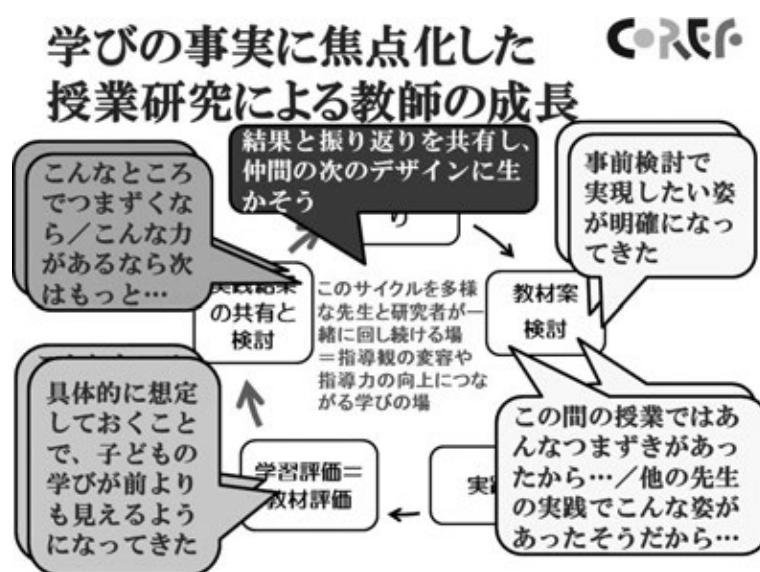 学びの事実に焦点化した
授業研究による教師の成長
CoREF
結果と振り返りを共有し、
仲間の次のデザインに生
かそう
こんなところ
でつまずくな
ら／こんな力
があるなら次
はもっと…
事前検討で
実現したい姿
が明確になっ
てきた
り
の共有と
検討
このサイクルを多様
な先生と研究者が一
緒に回し続ける場
＝指導観の変容や
指導力の向上につな
がる学びの場
教材案
検討
具体的に想定
しておくこと
で、子どもの
学びが前より
も見えるよう
になってきた
学習評価＝
教材評価
実
この間の授業ではあ
んなつまずきがあっ
たから…／他の先生
の実践でこんな姿が
あったそうだから…